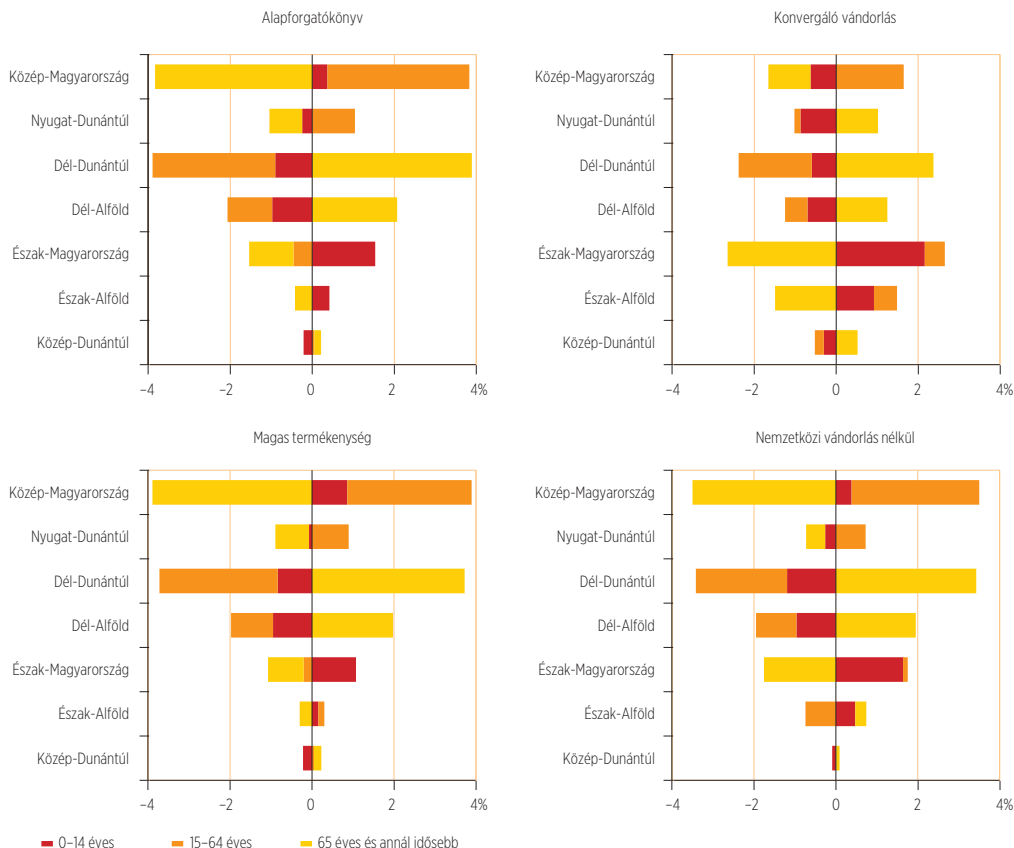 Alapforgatókönyv
Közép-Magyarország
Nyugat-Dunántúl
Dél-Dunántúl
Dél-Alföld
Észak-Magyarország
Észak-Alföld
Közép-Dunántúl
−4 −2 0 2 4%
Konvergáló vándorlás
Közép-Magyarország
Nyugat-Dunántúl
Dél-Dunántúl
Dél-Alföld
Észak-Magyarország
Észak-Alföld
Közép-Dunántúl
−4 −2 0 2 4%
Magas termékenység
Közép-Magyarország
Nyugat-Dunántúl
Dél-Dunántúl
Dél-Alföld
Észak-Magyarország
Észak-Alföld
Közép-Dunántúl
−4 −2 0 2 4%
Nemzetközi vándorlás nélkül
Közép-Magyarország
Nyugat-Dunántúl
Dél-Dunántúl
Dél-Alföld
Észak-Magyarország
Észak-Alföld
Közép-Dunántúl
−4 −2 0 2 4%
0–14 éves 15–64 éves 65 éves és annál idősebb